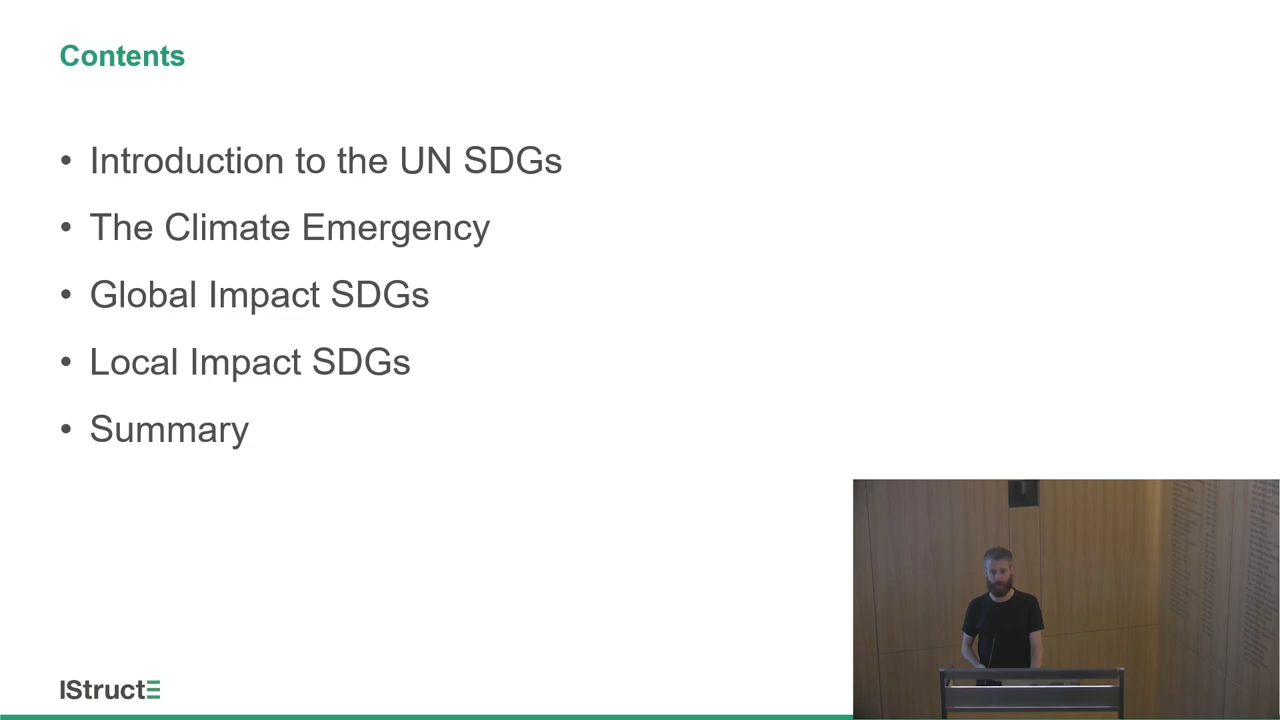 Contents
• Introduction to the UN SDGs
• The Climate Emergency
• Global Impact SDGs
• Local Impact SDGs
• Summary
IStructE